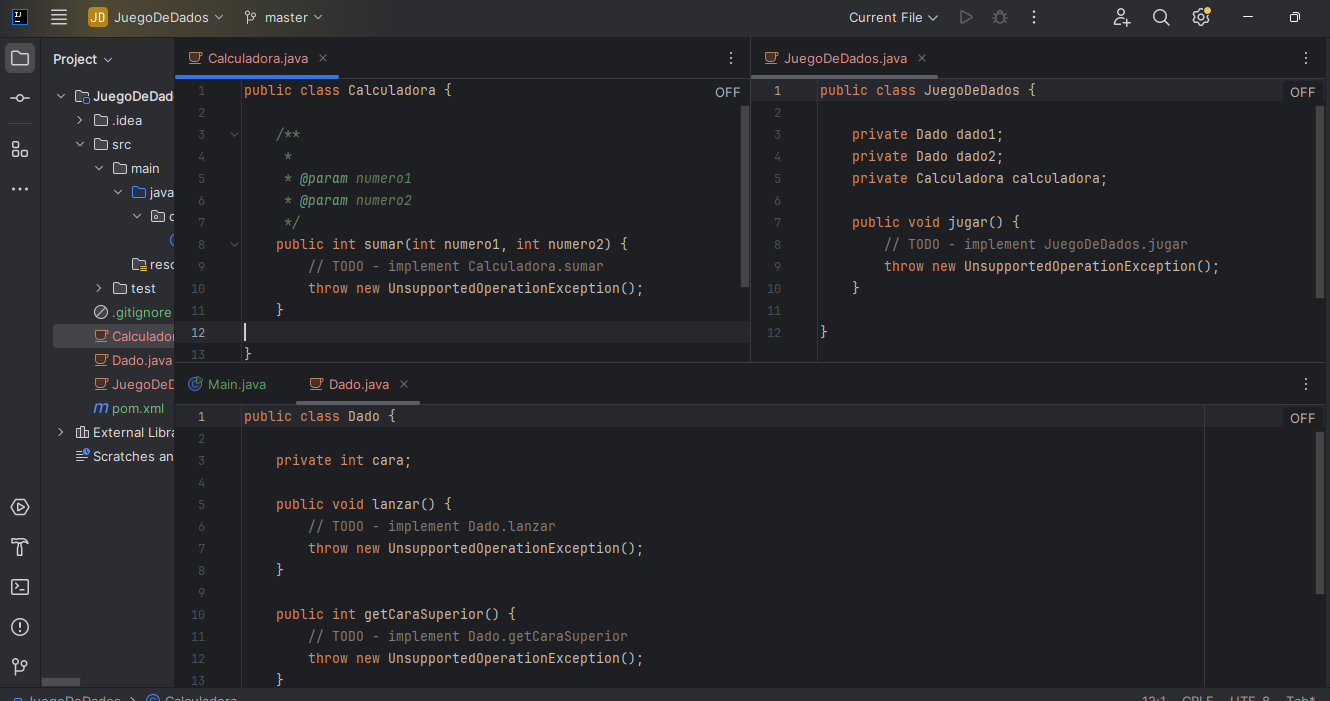 JD JuegoDeDados master Current File
Project
JuegoDeDad
.idea
src
main
java
reso
test
.gitignore
Calculador
Dado.java
JuegoDeD
pom.xml
External Libra
Scratches an
Calculadora.java
OFF
1 public class Calculadora {
2
3 /**
4 *
5 * @param numero1
6 * @param numero2
7 */
8 public int sumar(int numero1, int numero2) {
9 // TODO - implement Calculadora.sumar
10 throw new UnsupportedOperationException();
11 }
12
13 }
JuegoDeDados.java
OFF
1 public class JuegoDeDados {
2
3 private Dado dado1;
4 private Dado dado2;
5 private Calculadora calculadora;
6
7 public void jugar() {
8 // TODO - implement JuegoDeDados.jugar
9 throw new UnsupportedOperationException();
10 }
11
12 }
Main.java Dado.java
OFF
1 public class Dado {
2
3 private int cara;
4
5 public void lanzar() {
6 // TODO - implement Dado.lanzar
7 throw new UnsupportedOperationException();
8 }
9
10 public int getCaraSuperior() {
11 // TODO - implement Dado.getCaraSuperior
12 throw new UnsupportedOperationException();
13 }
JuegoDeDados > Calculadora 12:1 CRLF UTF-8 Tab*